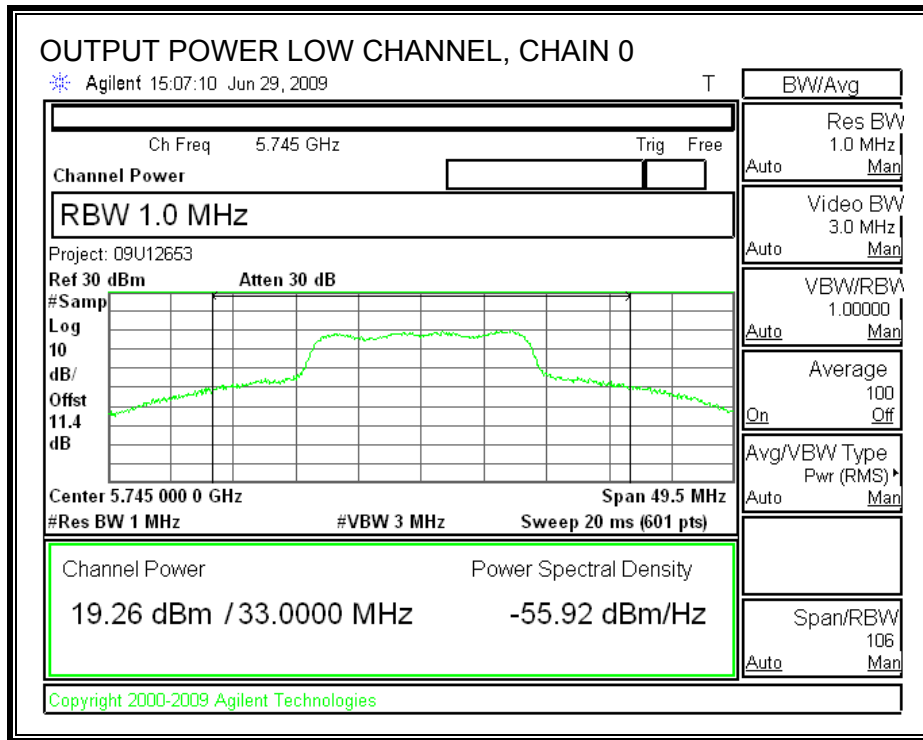 OUTPUT POWER LOW CHANNEL, CHAIN 0
Agilent 15:07:10 Jun 29, 2009 T
Ch Freq 5.745 GHz Trig Free
Channel Power
RBW 1.0 MHz
Project: 09U12653
Ref 30 dBm Atten 30 dB
#Samp
Log
10
dB/
Offst
11.4
dB
Center 5.745 000 0 GHz Span 49.5 MHz
#Res BW 1 MHz #VBW 3 MHz Sweep 20 ms (601 pts)
Channel Power Power Spectral Density
19.26 dBm / 33.0000 MHz -55.92 dBm/Hz
Copyright 2000-2009 Agilent Technologies
BW/Avg
Res BW
1.0 MHz
Auto Man
Video BW
3.0 MHz
Auto Man
VBW/RBW
1.00000
Auto Man
Average
100
On Off
Avg/VBW Type
Pwr (RMS)
Auto Man
Span/RBW
106
Auto Man